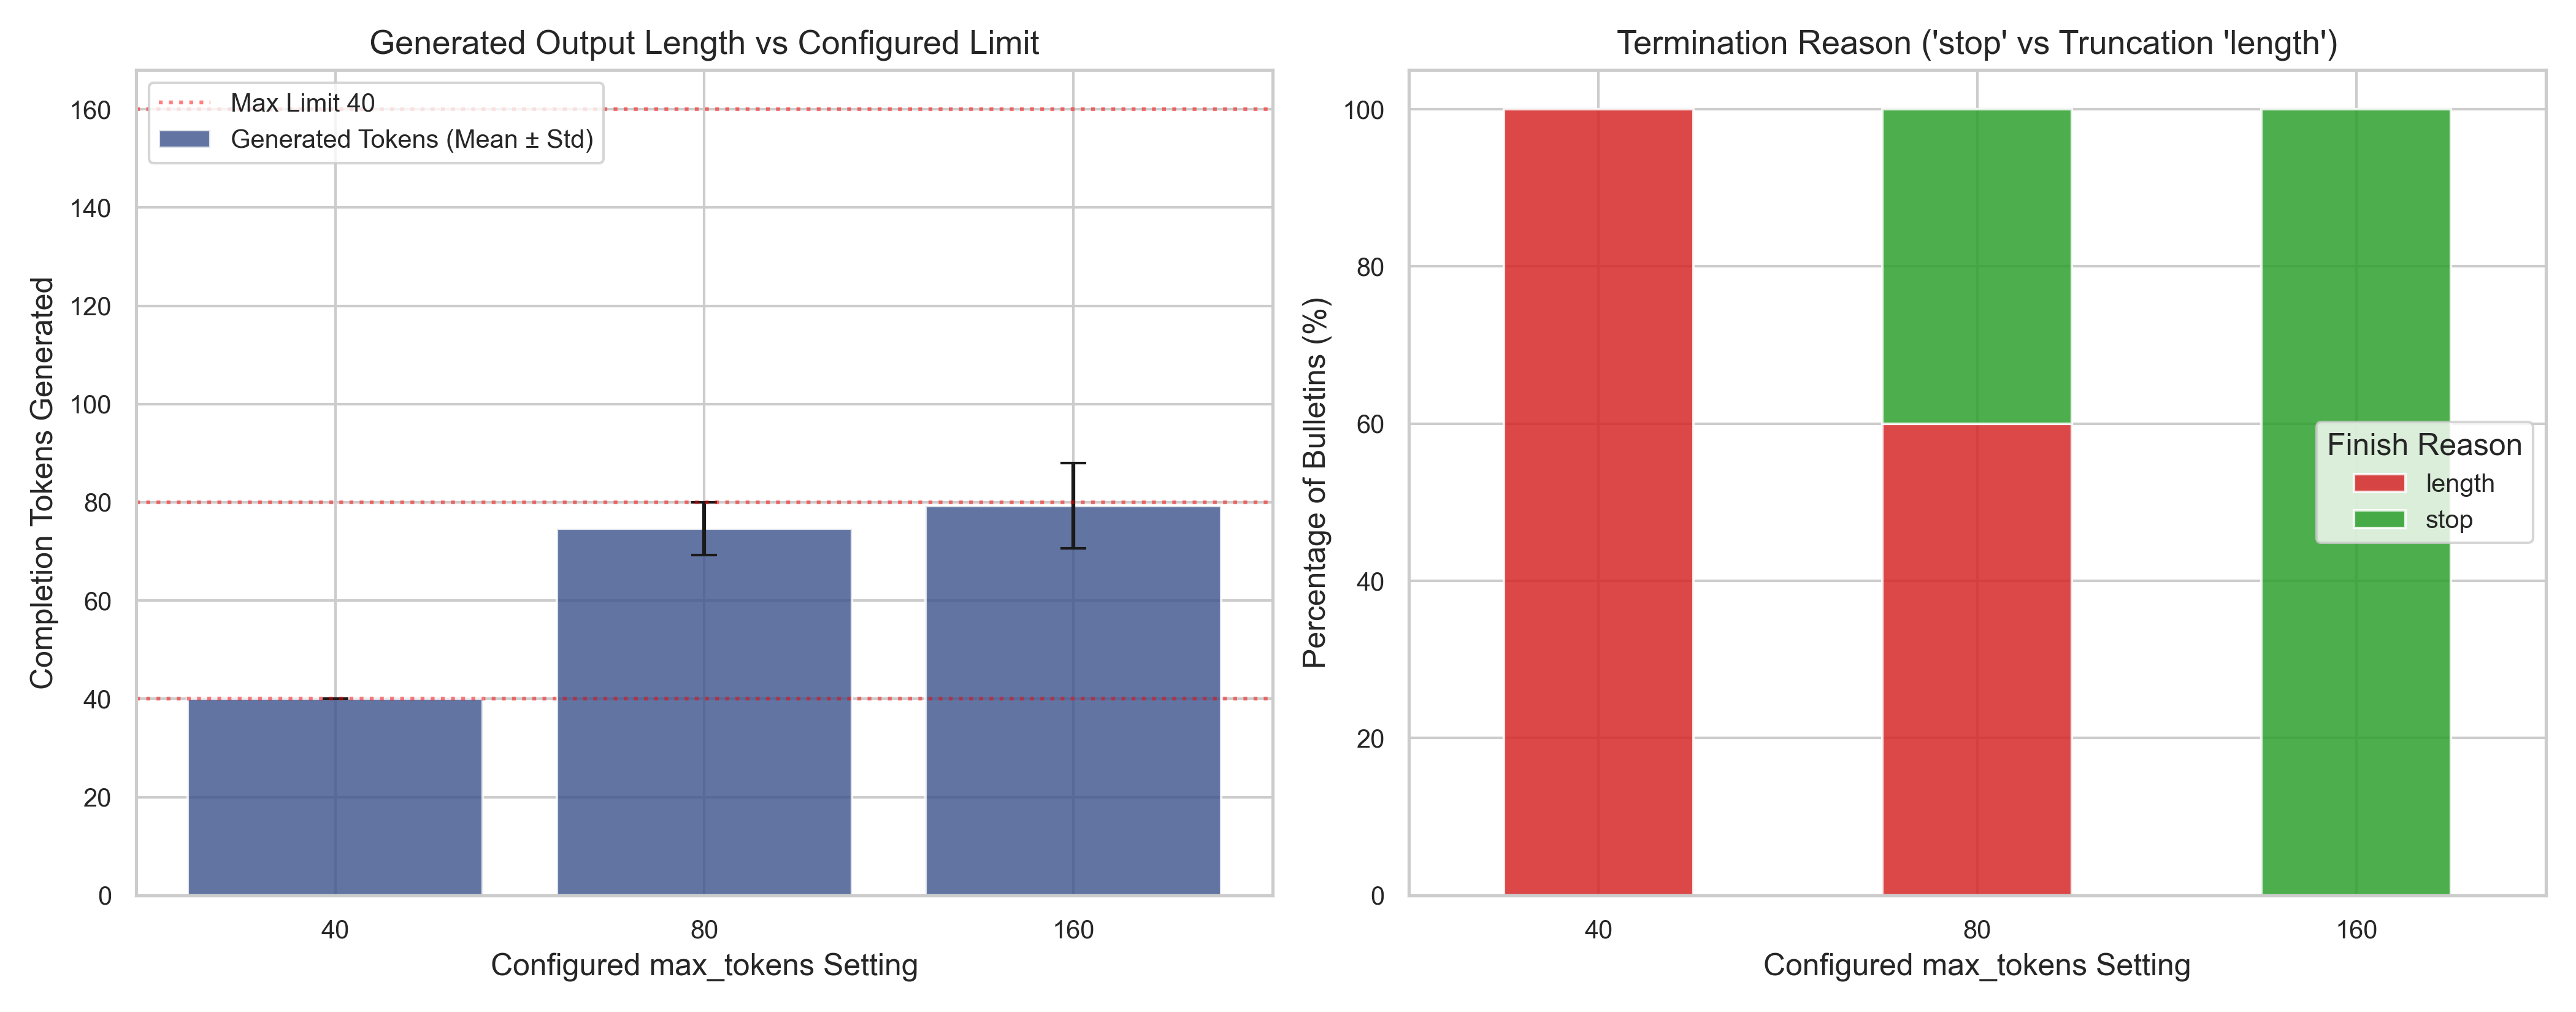 Generated Output Length vs Configured Limit
Max Limit 40
Generated Tokens (Mean ± Std)
160
140
120
100
80
60
40
20
0
Completion Tokens Generated
40 80 160
Configured max_tokens Setting
Termination Reason ('stop' vs Truncation 'length')
100
80
60
40
20
0
Percentage of Bulletins (%)
Finish Reason
length
stop
40 80 160
Configured max_tokens Setting